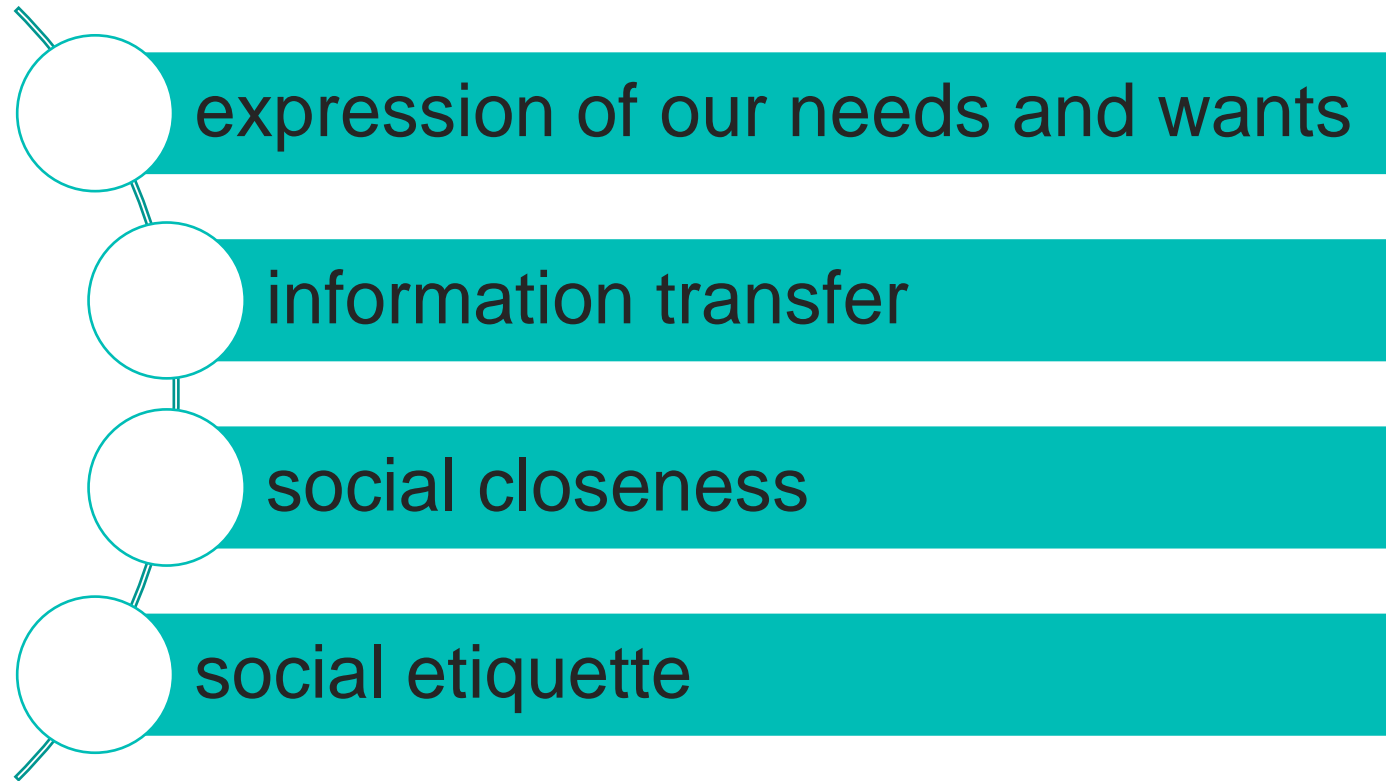 expression of our needs and wants
information transfer
social closeness
social etiquette